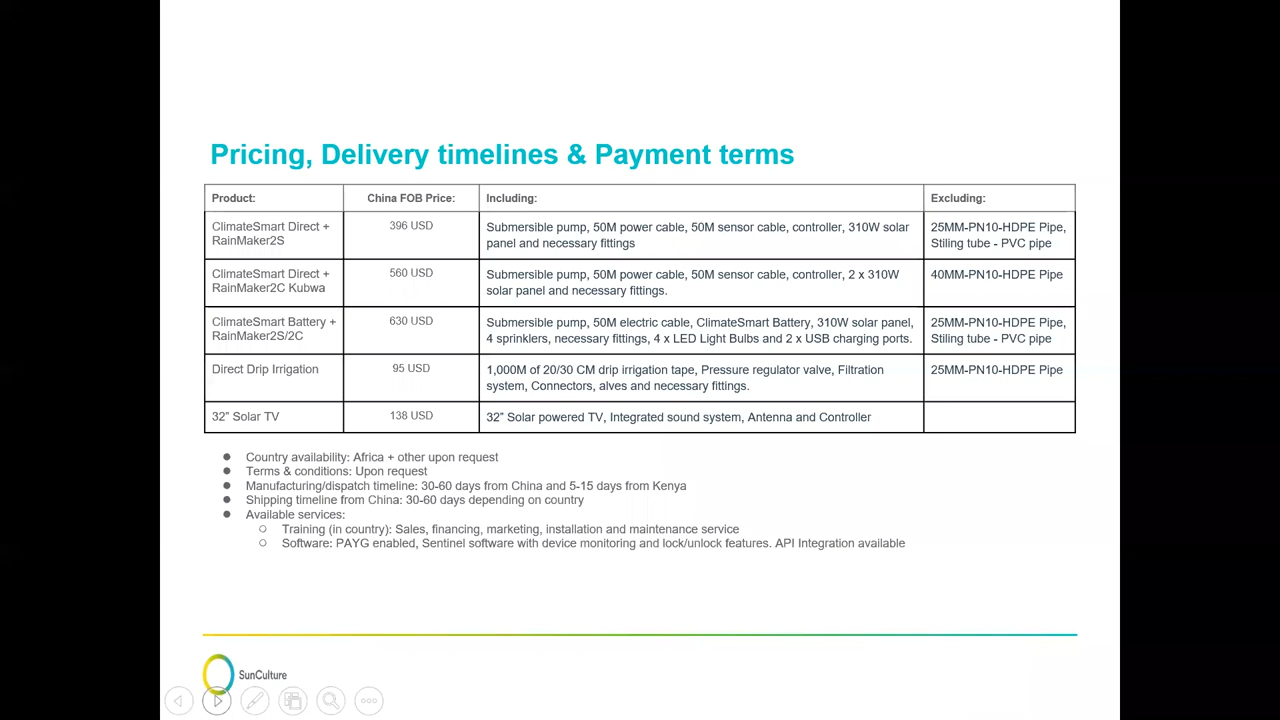 Pricing, Delivery timelines & Payment terms
Product:
China FOB Price:
Including:
Excluding:
ClimateSmart Direct +
RainMaker2S
396 USD
Submersible pump, 50M power cable, 50M sensor cable, controller, 310W solar
panel and necessary fittings
25MM-PN10-HDPE Pipe,
Stiling tube - PVC pipe
ClimateSmart Direct +
RainMaker2C Kubwa
560 USD
Submersible pump, 50M power cable, 50M sensor cable, controller, 2 x 310W
solar panel and necessary fittings.
40MM-PN10-HDPE Pipe
ClimateSmart Battery +
RainMaker2S/2C
630 USD
Submersible pump, 50M electric cable, ClimateSmart Battery, 310W solar panel,
4 sprinklers, necessary fittings, 4 x LED Light Bulbs and 2 x USB charging ports.
25MM-PN10-HDPE Pipe,
Stiling tube - PVC pipe
Direct Drip Irrigation
95 USD
1,000M of 20/30 CM drip irrigation tape, Pressure regulator valve, Filtration
system, Connectors, alves and necessary fittings.
25MM-PN10-HDPE Pipe
32” Solar TV
138 USD
32” Solar powered TV, Integrated sound system, Antenna and Controller
● Country availability: Africa + other upon request
● Terms & conditions: Upon request
● Manufacturing/dispatch timeline: 30-60 days from China and 5-15 days from Kenya
● Shipping timeline from China: 30-60 days depending on country
● Available services:
○ Training (in country): Sales, financing, marketing, installation and maintenance service
○ Software: PAYG enabled, Sentinel software with device monitoring and lock/unlock features. API Integration available
SunCulture